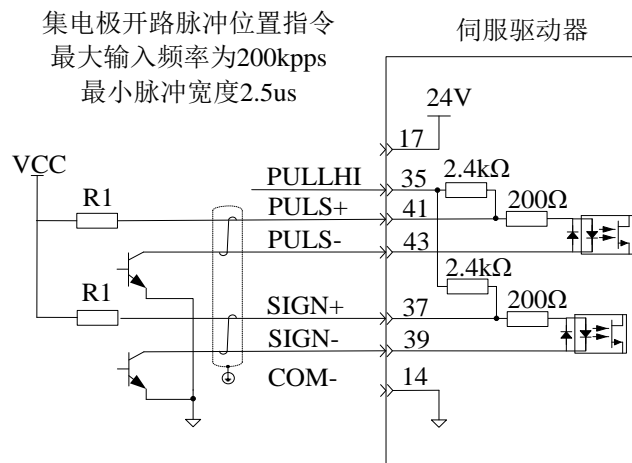 集电极开路脉冲位置指令
最大输入频率为200kpps
最小脉冲宽度2.5us
伺服驱动器
24V
17
VCC
R1
PULLHI
35
2.4kΩ
PULS+
41
200Ω
PULS-
43
2.4kΩ
R1
SIGN+
37
200Ω
SIGN-
39
COM-
14